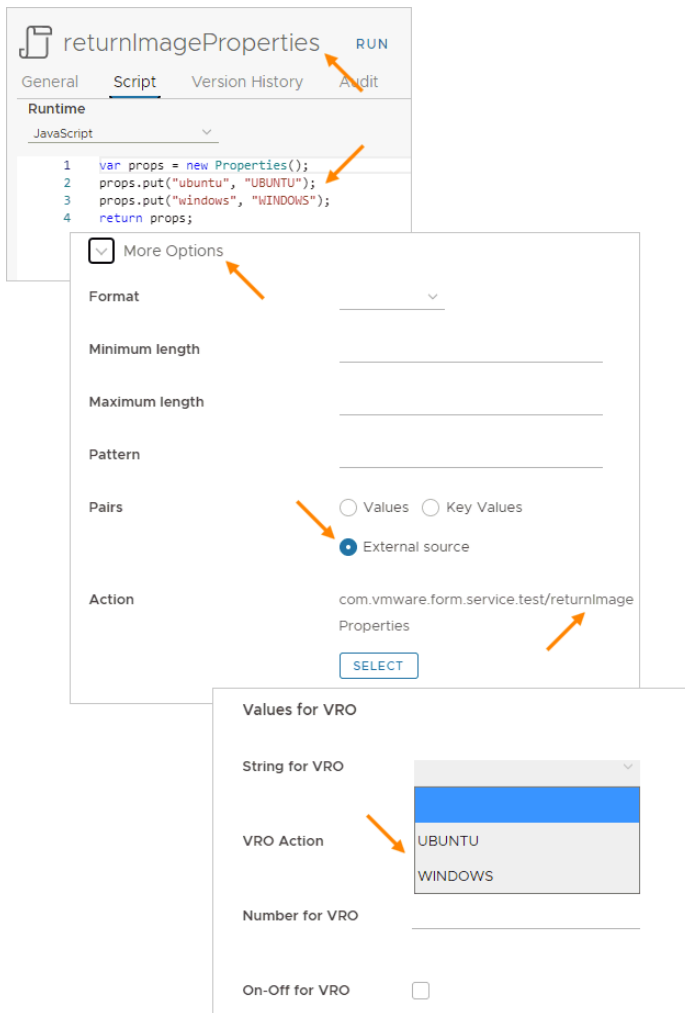 returnImageProperties RUN
General Script Version History Audit
Runtime
JavaScript
1 var props = new Properties();
2 props.put("ubuntu", "UBUNTU");
3 props.put("windows", "WINDOWS");
4 return props;
More Options
Format
Minimum length
Maximum length
Pattern
Pairs Values Key Values
External source
Action com.vmware.form.service.test/returnImage
Properties
SELECT
Values for VRO
String for VRO
VRO Action UBUNTU
WINDOWS
Number for VRO
On-Off for VRO